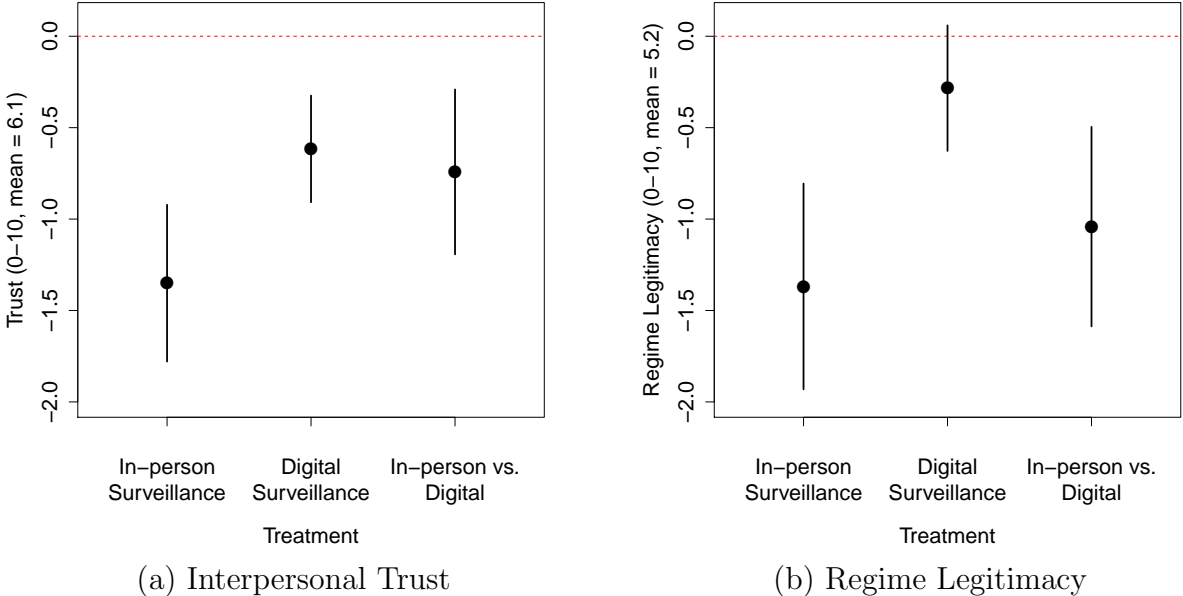 Trust (0−10, mean = 6.1)
0.0
−0.5
−1.0
−1.5
−2.0
In−person
Surveillance
Digital
Surveillance
In−person vs.
Digital
Treatment
(a) Interpersonal Trust
Regime Legitimacy (0−10, mean = 5.2)
0.0
−0.5
−1.0
−1.5
−2.0
In−person
Surveillance
Digital
Surveillance
In−person vs.
Digital
Treatment
(b) Regime Legitimacy